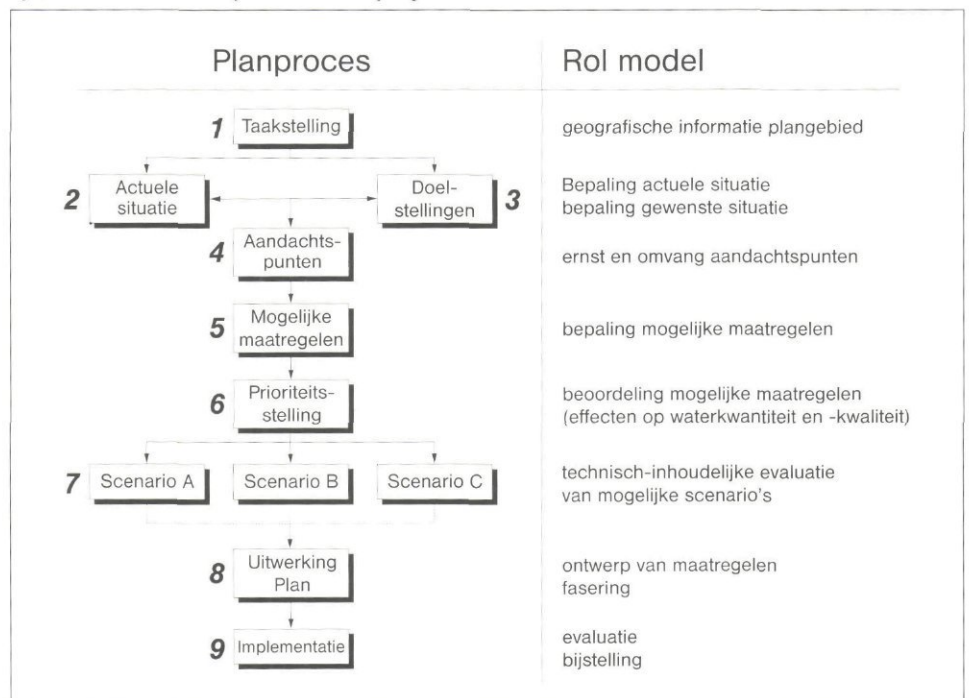 Planproces Rol model
1 Taakstelling geografische informatie plangebied
2 Actuele situatie
Doel-stellingen 3
Bepaling actuele situatie
bepaling gewenste situatie
4 Aandachts-
punten
ernst en omvang aandachtspunten
5 Mogelijke
maatregelen
bepaling mogelijke maatregelen
6 Prioriteits-
stelling
beoordeling mogelijke maatregelen
(effecten op waterkwantiteit en -kwaliteit)
7 Scenario A Scenario B Scenario C
technisch-inhoudelijke evaluatie
van mogelijke scenario's
8 Uitwerking
Plan
ontwerp van maatregelen
fasering
9 Implementatie
evaluatie
bijstelling